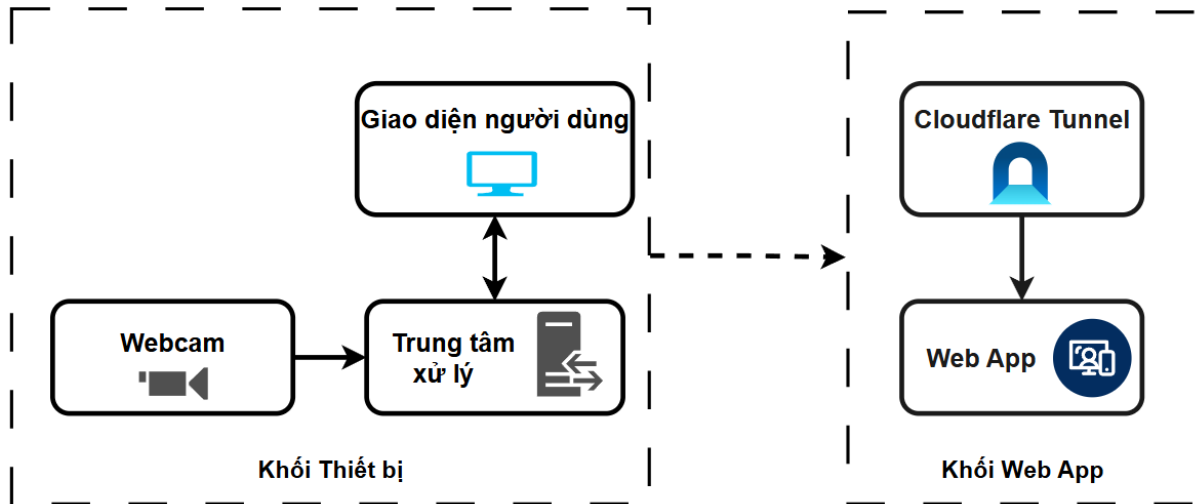 Giao diện người dùng
Webcam
Trung tâm
xử lý
Khối Thiết bị
Cloudflare Tunnel
Web App
Khối Web App